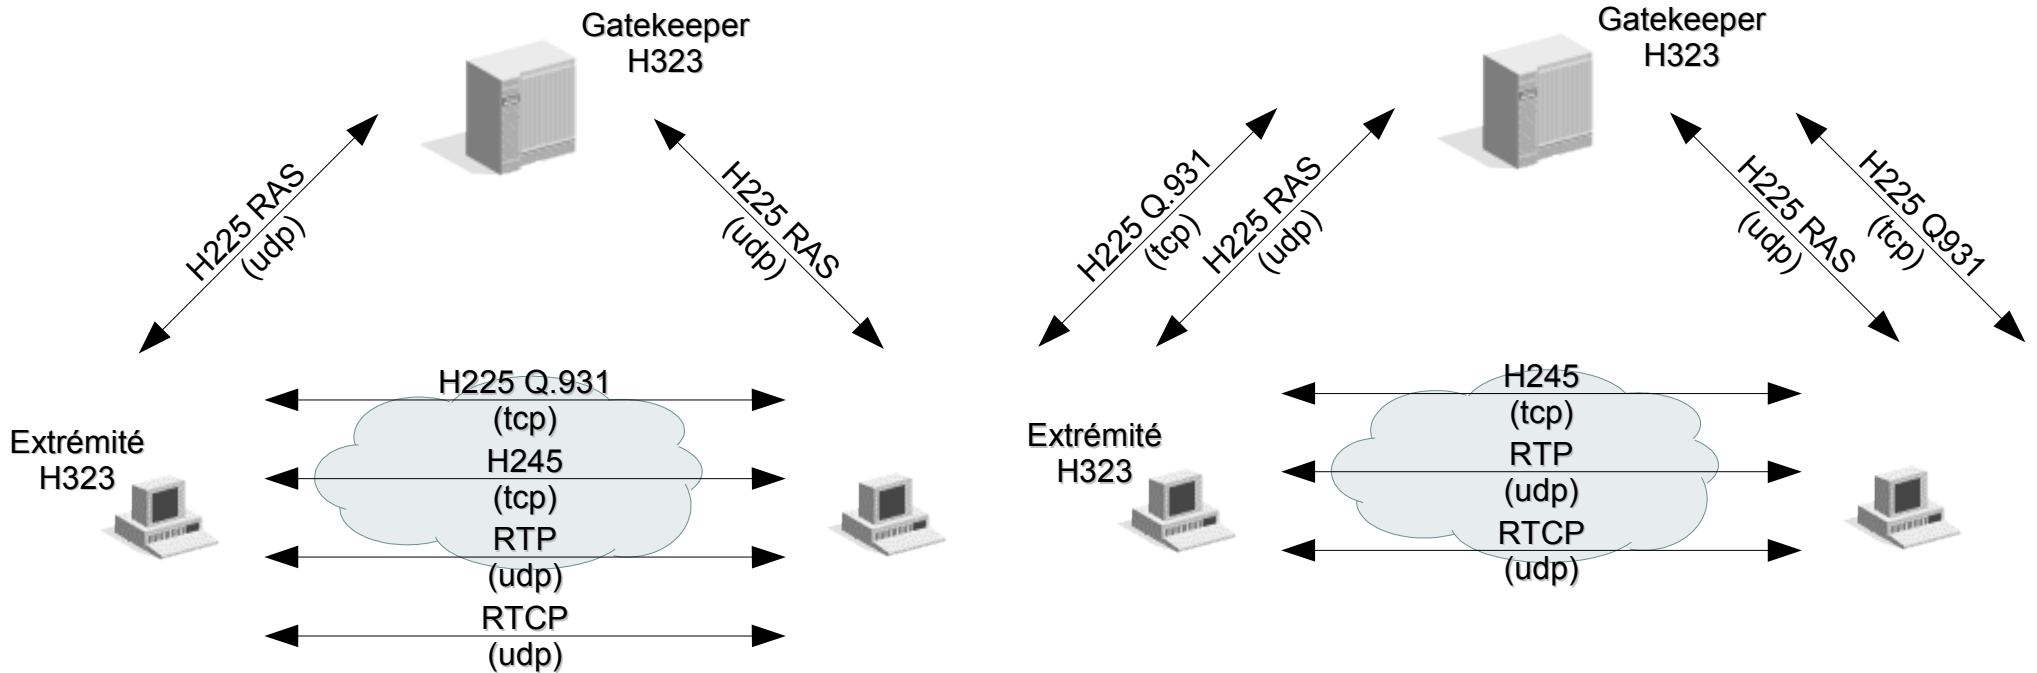 Gatekeeper
H323
H225 RAS
(udp)
H225 RAS
(udp)
H225 Q.931
(tcp)
Extrémité
H323
H245
(tcp)
RTP
(udp)
RTCP
(udp)
Gatekeeper
H323
H225 Q.931
(tcp)
H225 RAS
(udp)
H225 RAS
(udp)
H225 Q931
(tcp)
H245
(tcp)
Extrémité
H323
RTP
(udp)
RTCP
(udp)